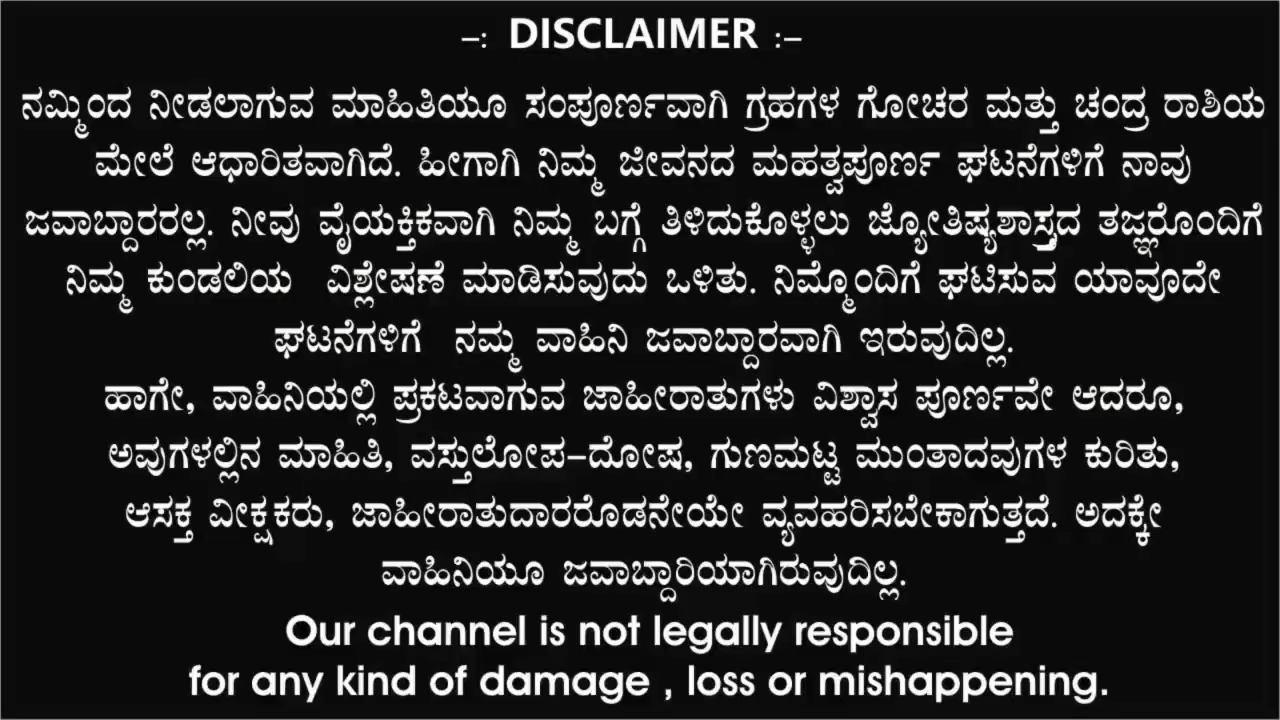 –: DISCLAIMER :–
ನಮ್ಮಿಂದ ನೀಡಲಾಗುವ ಮಾಹಿತಿಯೂ ಸಂಪೂರ್ಣವಾಗಿ ಗ್ರಹಗಳ ಗೋಚರ ಮತ್ತು ಚಂದ್ರ ರಾಶಿಯ
ಮೇಲೆ ಆಧಾರಿತವಾಗಿದೆ. ಹೀಗಾಗಿ ನಿಮ್ಮ ಜೀವನದ ಮಹತ್ವಪೂರ್ಣ ಘಟನೆಗಳಿಗೆ ನಾವು
ಜವಾಬ್ದಾರರಲ್ಲ. ನೀವು ವೈಯಕ್ತಿಕವಾಗಿ ನಿಮ್ಮ ಬಗ್ಗೆ ತಿಳಿದುಕೊಳ್ಳಲು ಜ್ಯೋತಿಷ್ಯಶಾಸ್ತ್ರದ ತಜ್ಞರೊಂದಿಗೆ
ನಿಮ್ಮ ಕುಂಡಲಿಯ ವಿಶ್ಲೇಷಣೆ ಮಾಡಿಸುವುದು ಒಳಿತು. ನಿಮ್ಮೊಂದಿಗೆ ಘಟಿಸುವ ಯಾವೂದೇ
ಘಟನೆಗಳಿಗೆ ನಮ್ಮ ವಾಹಿನಿ ಜವಾಬ್ದಾರವಾಗಿ ಇರುವುದಿಲ್ಲ.
ಹಾಗೇ, ವಾಹಿನಿಯಲ್ಲಿ ಪ್ರಕಟವಾಗುವ ಜಾಹೀರಾತುಗಳು ವಿಶ್ವಾಸ ಪೂರ್ಣವೇ ಆದರೂ,
ಅವುಗಳಲ್ಲಿನ ಮಾಹಿತಿ, ವಸ್ತುಲೋಪ–ದೋಷ, ಗುಣಮಟ್ಟ ಮುಂತಾದವುಗಳ ಕುರಿತು,
ಆಸಕ್ತ ವೀಕ್ಷಕರು, ಜಾಹೀರಾತುದಾರರೊಡನೇಯೇ ವ್ಯವಹರಿಸಬೇಕಾಗುತ್ತದೆ. ಅದಕ್ಕೇ
ವಾಹಿನಿಯೂ ಜವಾಬ್ದಾರಿಯಾಗಿರುವುದಿಲ್ಲ.
Our channel is not legally responsible
for any kind of damage , loss or mishappening.